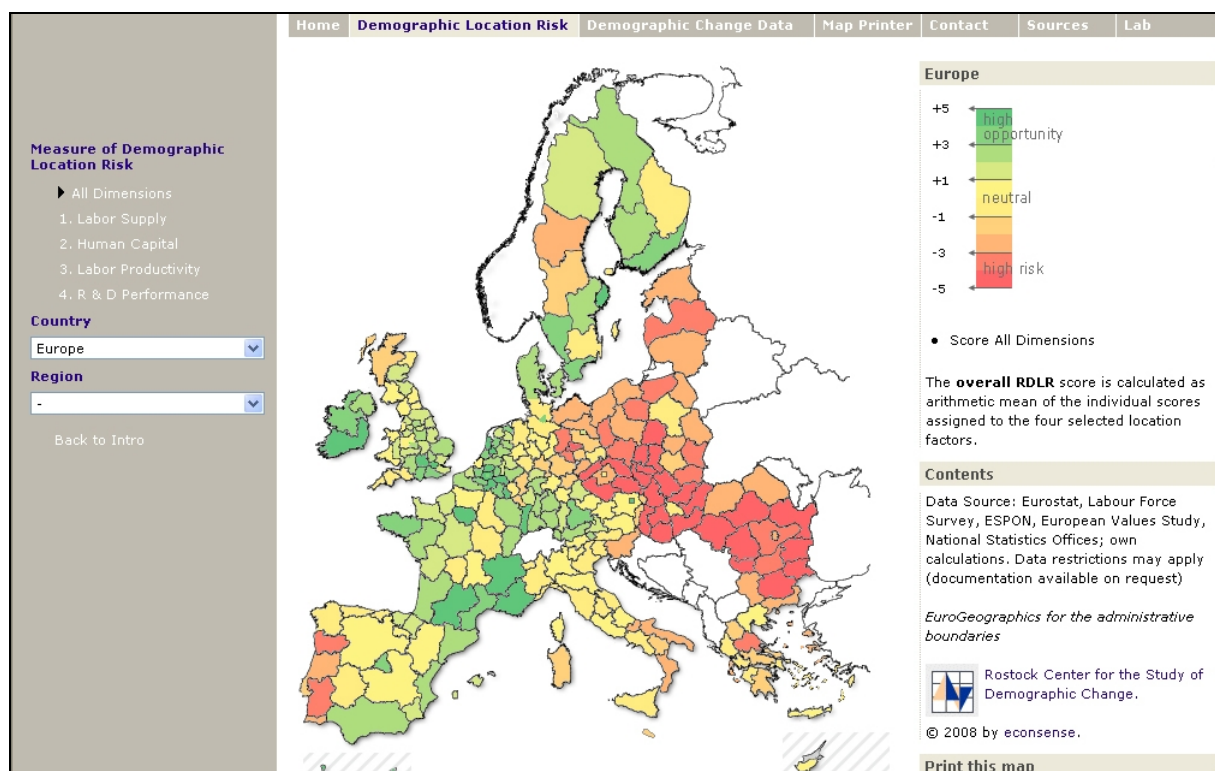 Home Demographic Location Risk Demographic Change Data Map Printer Contact Sources Lab
Measure of Demographic
Location Risk
All Dimensions
1. Labor Supply
2. Human Capital
3. Labor Productivity
4. R & D Performance
Country
Europe
Region
-
Back to Intro
Europe
+5
high
opportunity
+3
+1
neutral
-1
-3
high risk
-5
• Score All Dimensions
The overall RDLR score is calculated as
arithmetic mean of the individual scores
assigned to the four selected location
factors.
Contents
Data Source: Eurostat, Labour Force
Survey, ESPON, European Values Study,
National Statistics Offices; own
calculations. Data restrictions may apply
(documentation available on request)
EuroGeographics for the administrative
boundaries
Rostock Center for the Study of
Demographic Change.
© 2008 by econsense.
Print this map